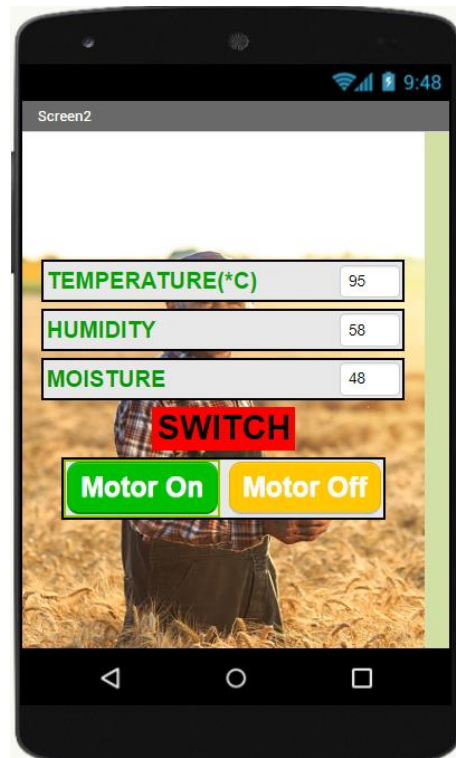 9:48
Screen2
TEMPERATURE(*C) 95
HUMIDITY 58
MOISTURE 48
SWITCH
Motor On Motor Off